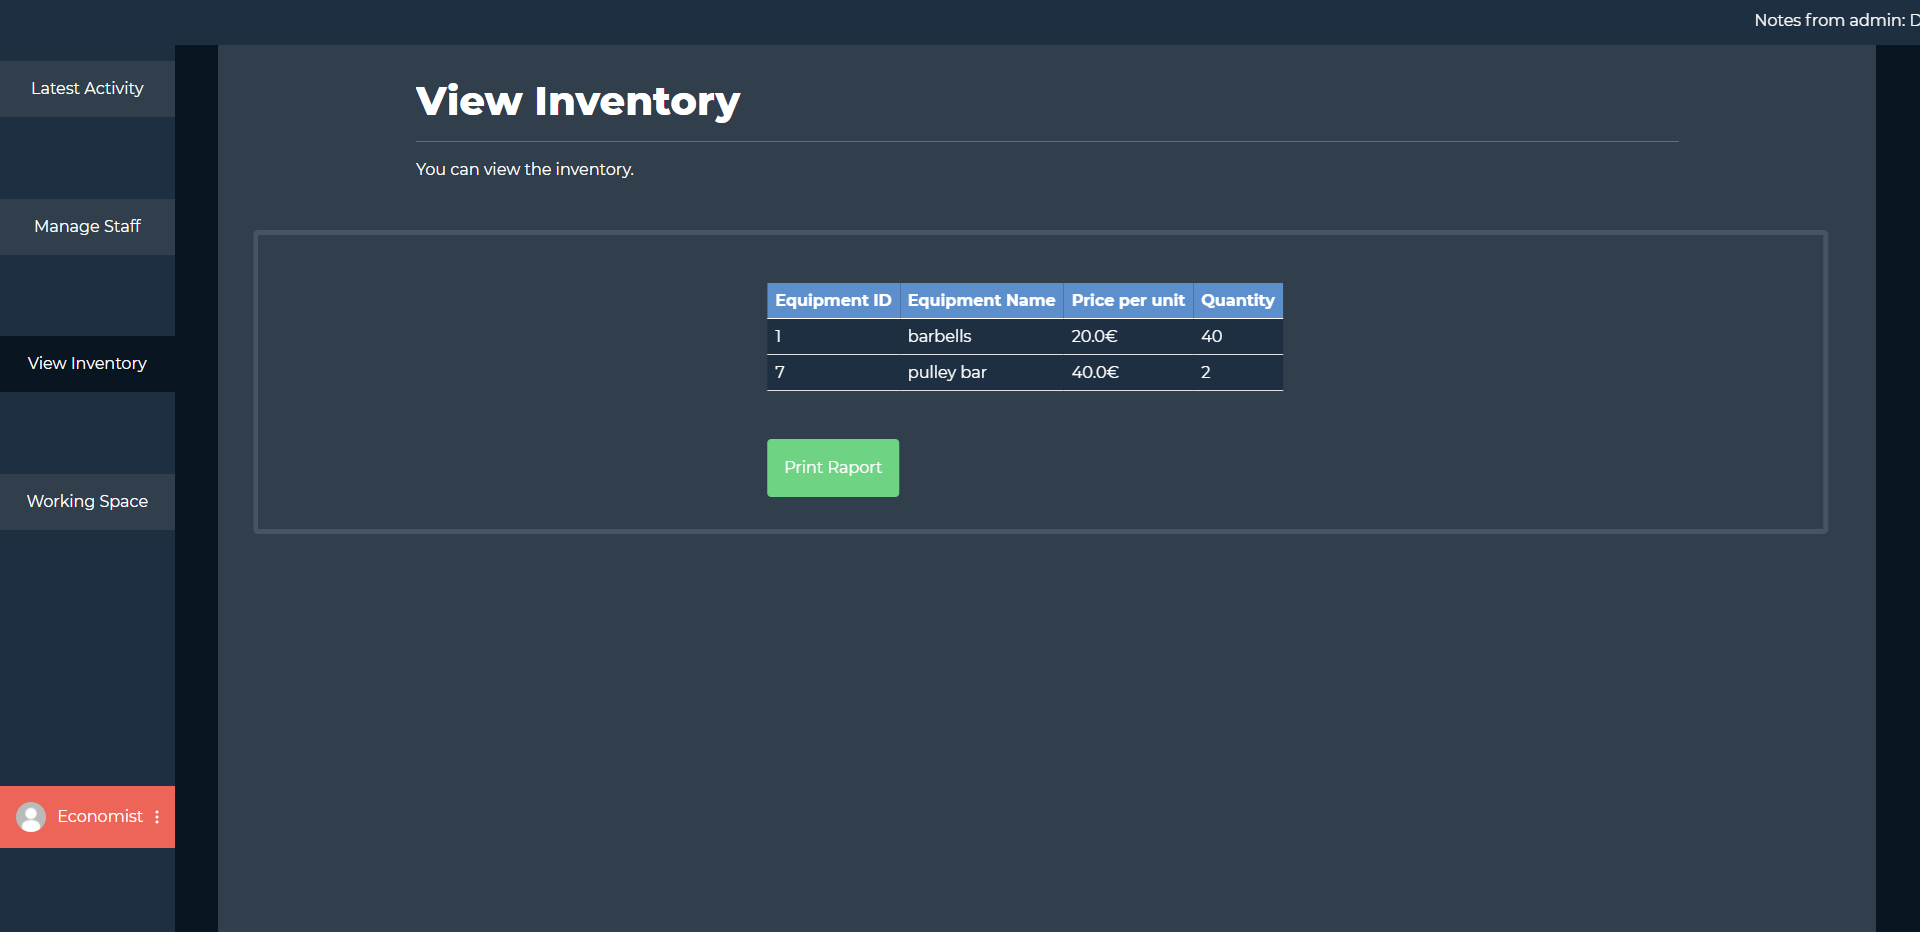 Notes from admin: D
Latest Activity
Manage Staff
View Inventory
Working Space
Economist
View Inventory
You can view the inventory.
Equipment ID Equipment Name Price per unit Quantity
1 barbells 20.0€ 40
7 pulley bar 40.0€ 2
Print Raport